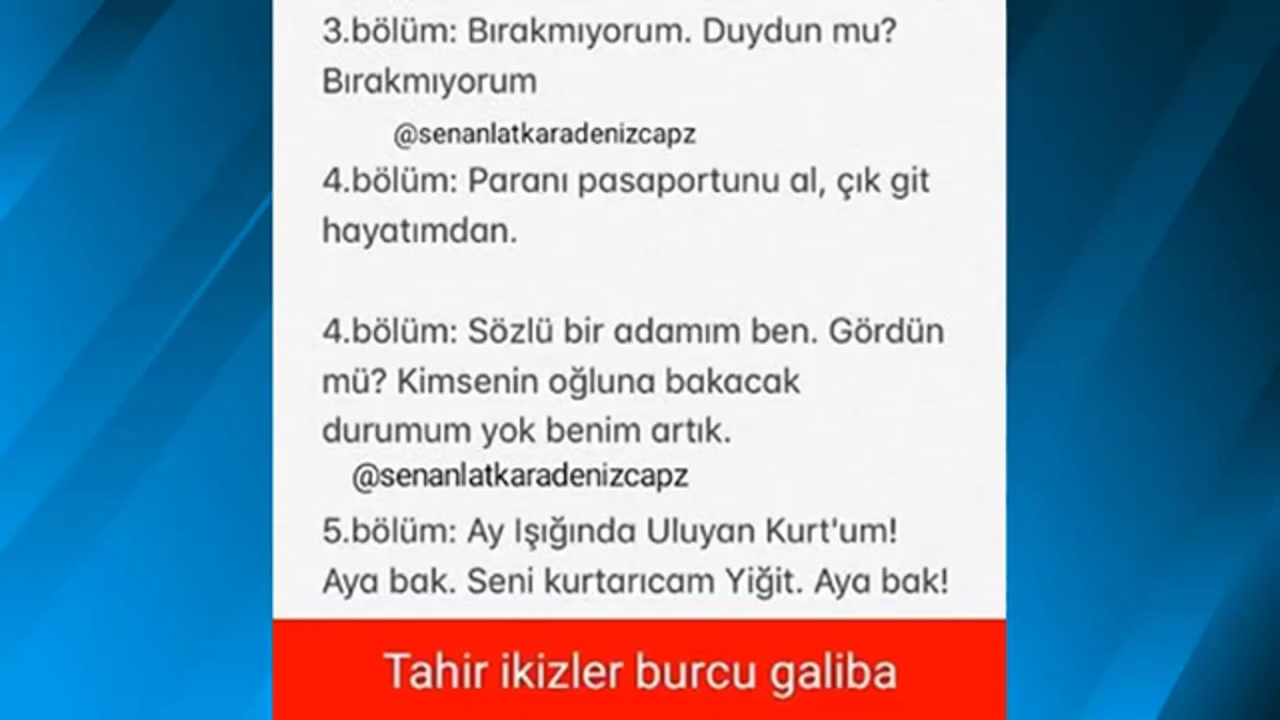 3.bölüm: Bırakmıyorum. Duydun mu?
Bırakmıyorum
@senanlatkaradenizcapz
4.bölüm: Paranı pasaportunu al, çık git
hayatımdan.
4.bölüm: Sözlü bir adamım ben. Gördün
mü? Kimsenin oğluna bakacak
durumum yok benim artık.
@senanlatkaradenizcapz
5.bölüm: Ay Işığında Uluyan Kurt'um!
Aya bak. Seni kurtarıcam Yiğit. Aya bak!
Tahir ikizler burcu galiba